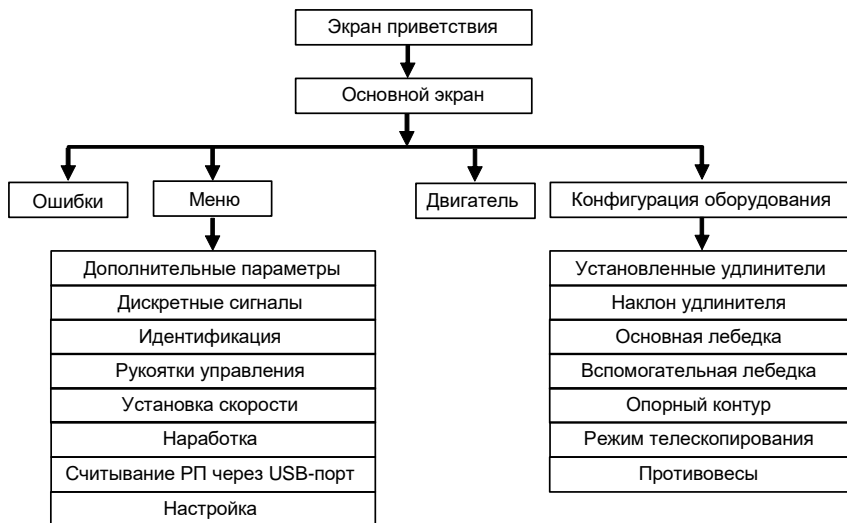 Экран приветствия
Основной экран
Ошибки
Меню
Двигатель
Конфигурация оборудования
Дополнительные параметры
Дискретные сигналы
Идентификация
Рукоятки управления
Установка скорости
Наработка
Считывание РП через USB-порт
Настройка
Установленные удлинители
Наклон удлинителя
Основная лебедка
Вспомогательная лебедка
Опорный контур
Режим телескопирования
Противовесы